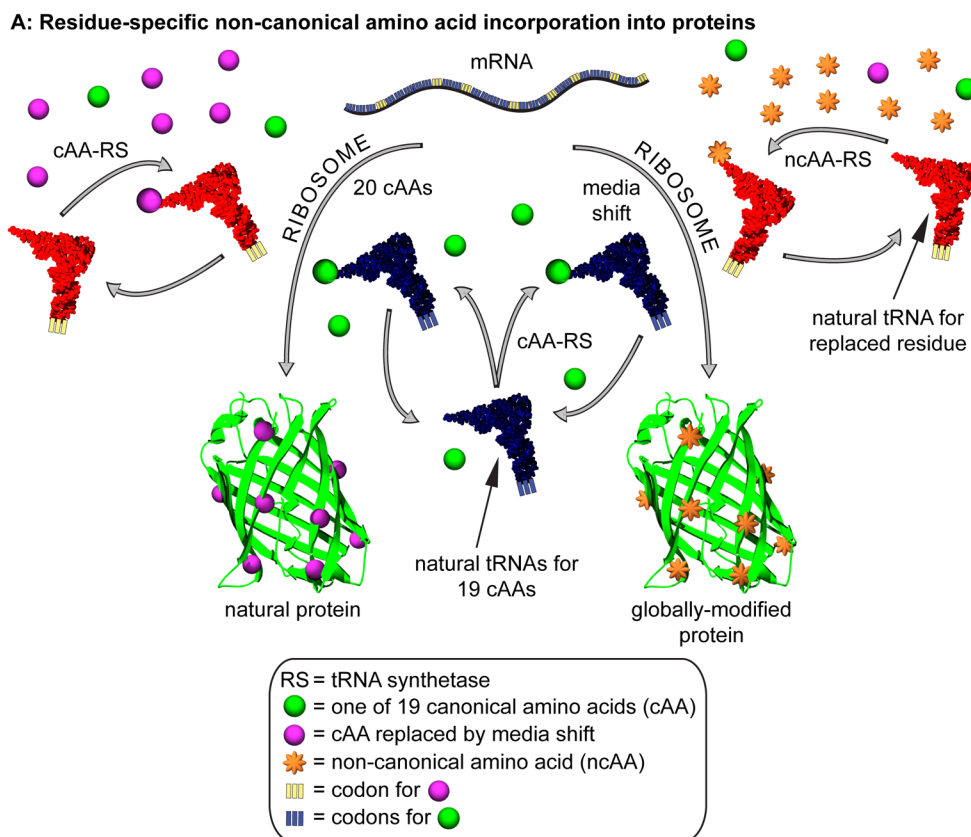 A: Residue-specific non-canonical amino acid incorporation into proteins
mRNA
cAA-RS
RIBOSOME
20 cAAs
media
shift
RIBOSOME
ncAA-RS
natural tRNA for
replaced residue
cAA-RS
natural tRNAs for
19 cAAs
natural protein
globally-modified
protein
RS = tRNA synthetase
= one of 19 canonical amino acids (cAA)
= cAA replaced by media shift
= non-canonical amino acid (ncAA)
= codon for
= codons for